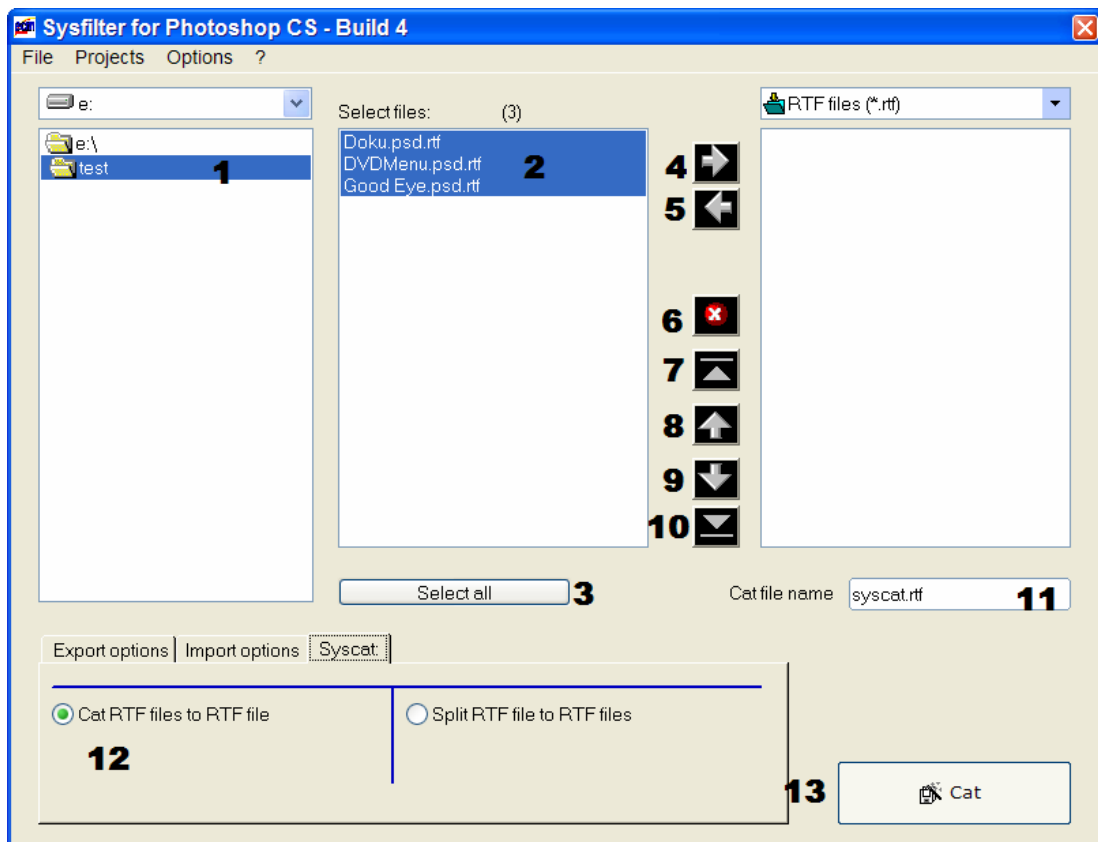 Sysfilter for Photoshop CS - Build 4
File Projects Options ?
e:
Select files: (3)
RTF files (*.rtf)
e:\
test
1
Doku.psd.rtf
DVDMenu.psd.rtf
Good Eye.psd.rtf
2
4
5
6
7
8
9
10
Select all
3
Cat file name
syscat.rtf
11
Export options
Import options
Syscat:
Cat RTF files to RTF file
Split RTF file to RTF files
12
13
Cat